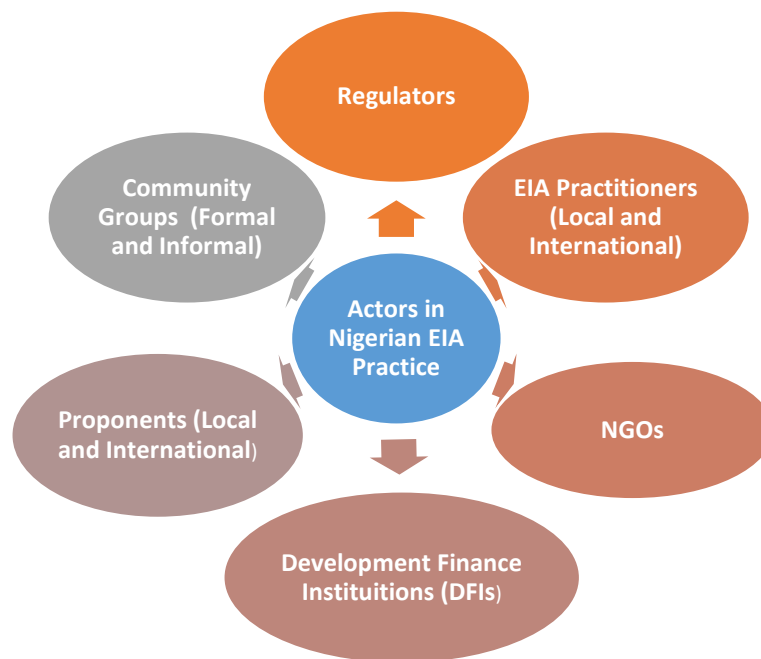 Regulators
EIA Practitioners
(Local and
International)
NGOs
Development Finance
Instituitions (DFIs)
Proponents (Local
and International)
Community
Groups (Formal
and Informal)
Actors in
Nigerian EIA
Practice